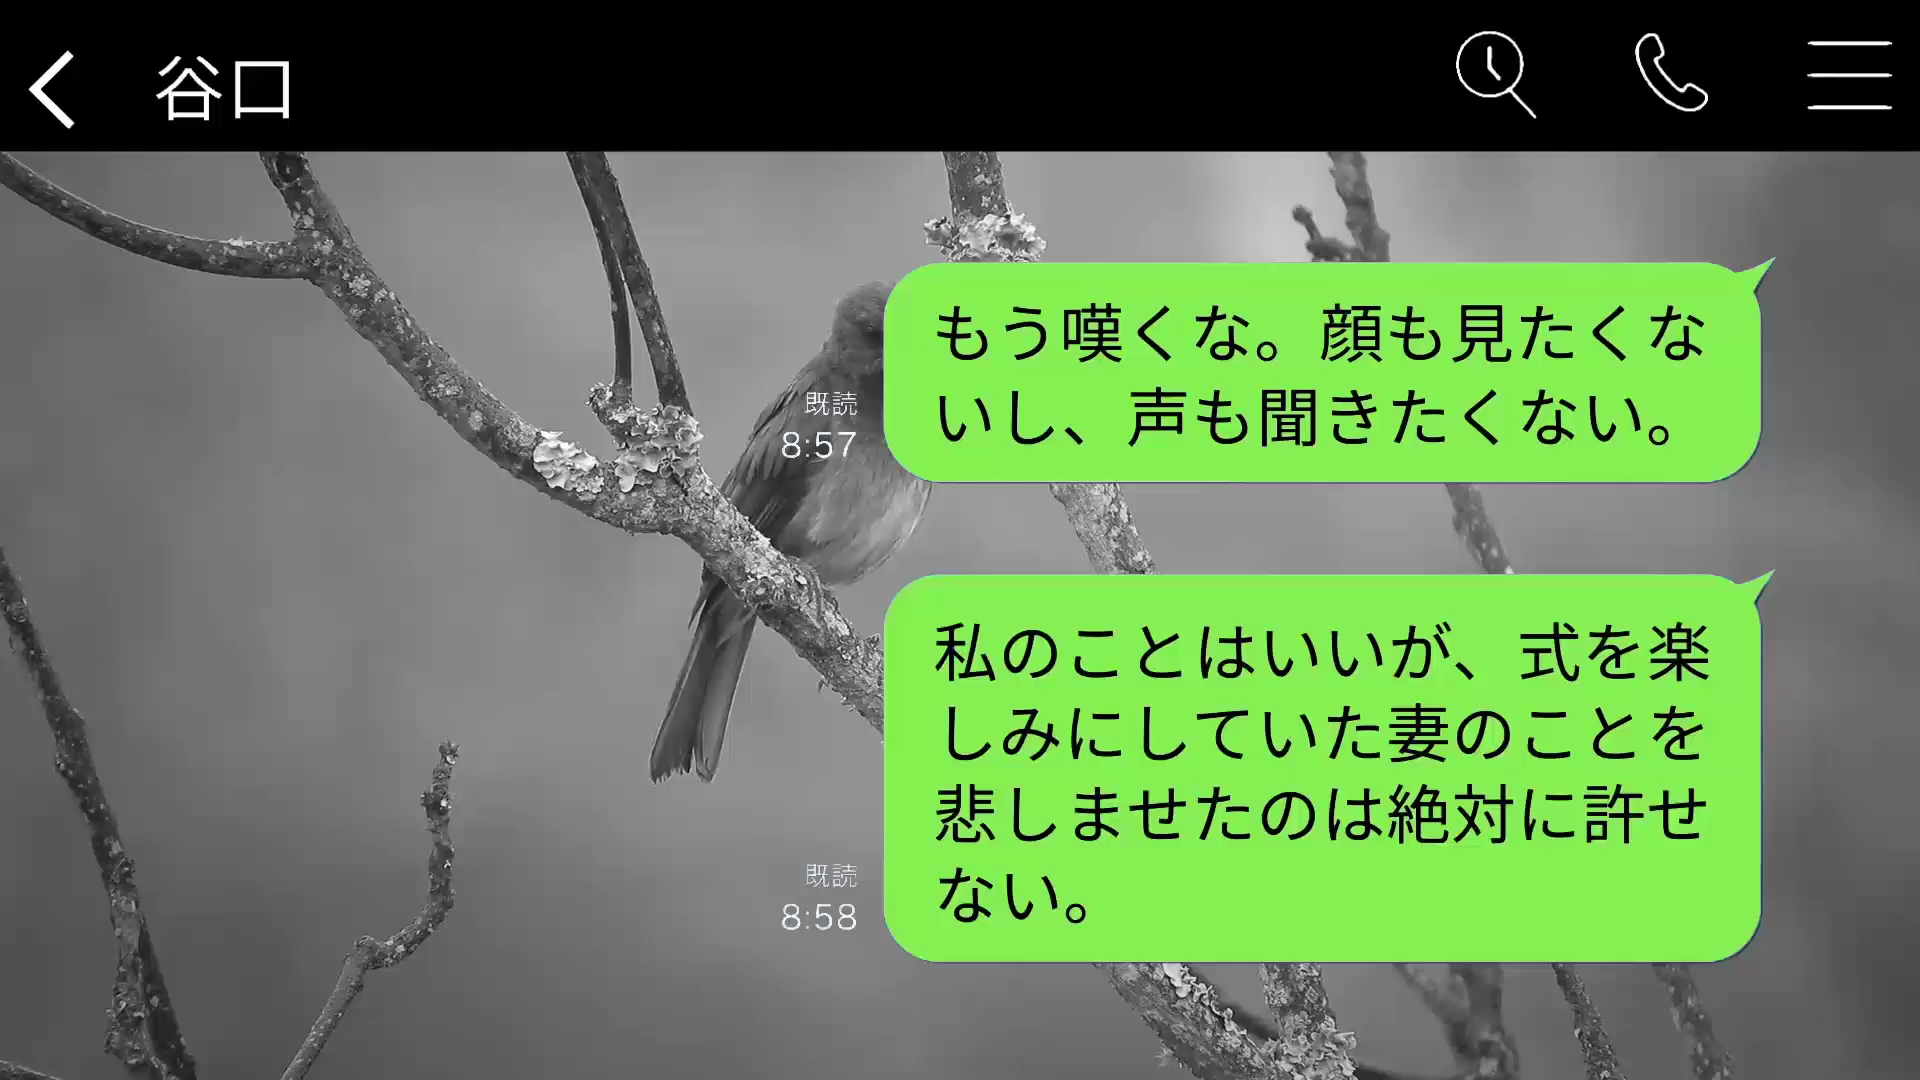 谷口
もう嘆くな。顔も見たくな
いし、声も聞きたくない。
既読
8:57
私のことはいいが、式を楽
しみにしていた妻のことを
悲しませたのは絶対に許せ
ない。
既読
8:58